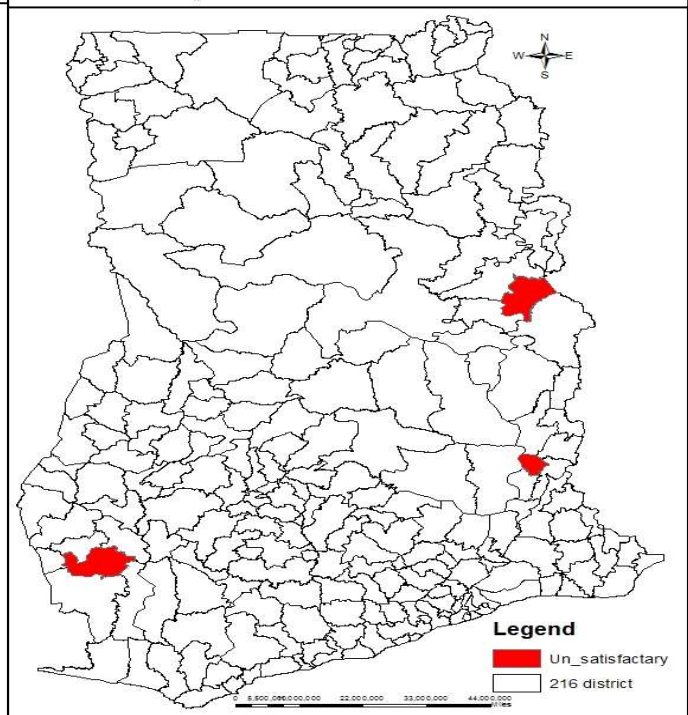 N
W E
S
Legend
Un_satisfactary
216 district
22,000,000 33,000,000 44,000,000
Miles